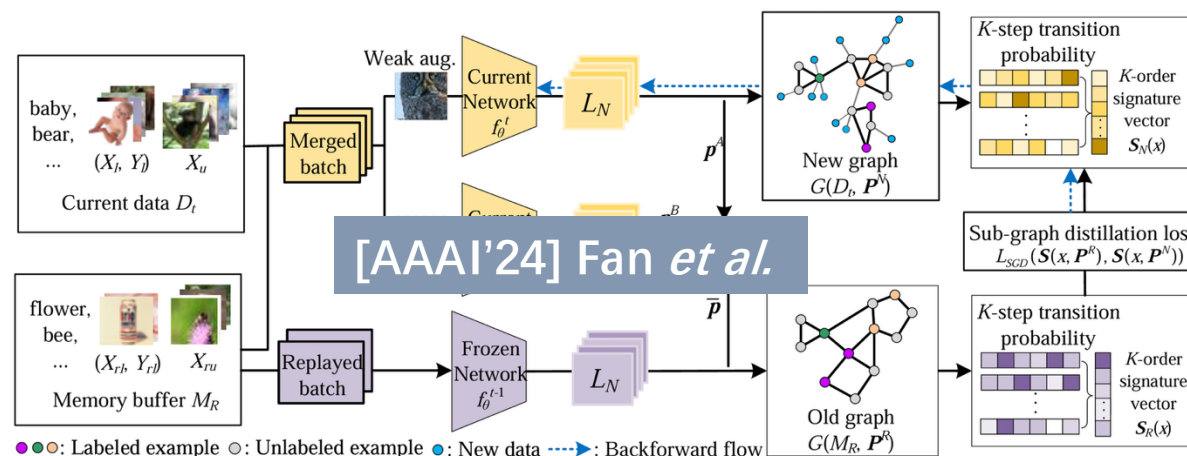 baby,
bear,
...
(X_l, Y_l)
X_u
Current data D_t
flower,
bee,
...
(X_rl, Y_rl)
X_ru
Memory buffer M_R
Merged
batch
Replayed
batch
Weak aug.
Current
Network
f_θ^t
L_N
Frozen
Network
f_θ^t-1
L_N
p^A
p̅
[AAAI'24] Fan et al.
New graph
G(D_t, P^N)
Old graph
G(M_R, P^R)
K-step transition
probability
K-order
signature
vector
S_N(x)
Sub-graph distillation los
L_SGD(S(x, P^R), S(x, P^N))
K-step transition
probability
K-order
signature
vector
S_R(x)
: Labeled example : Unlabeled example : New data : Backforward flow